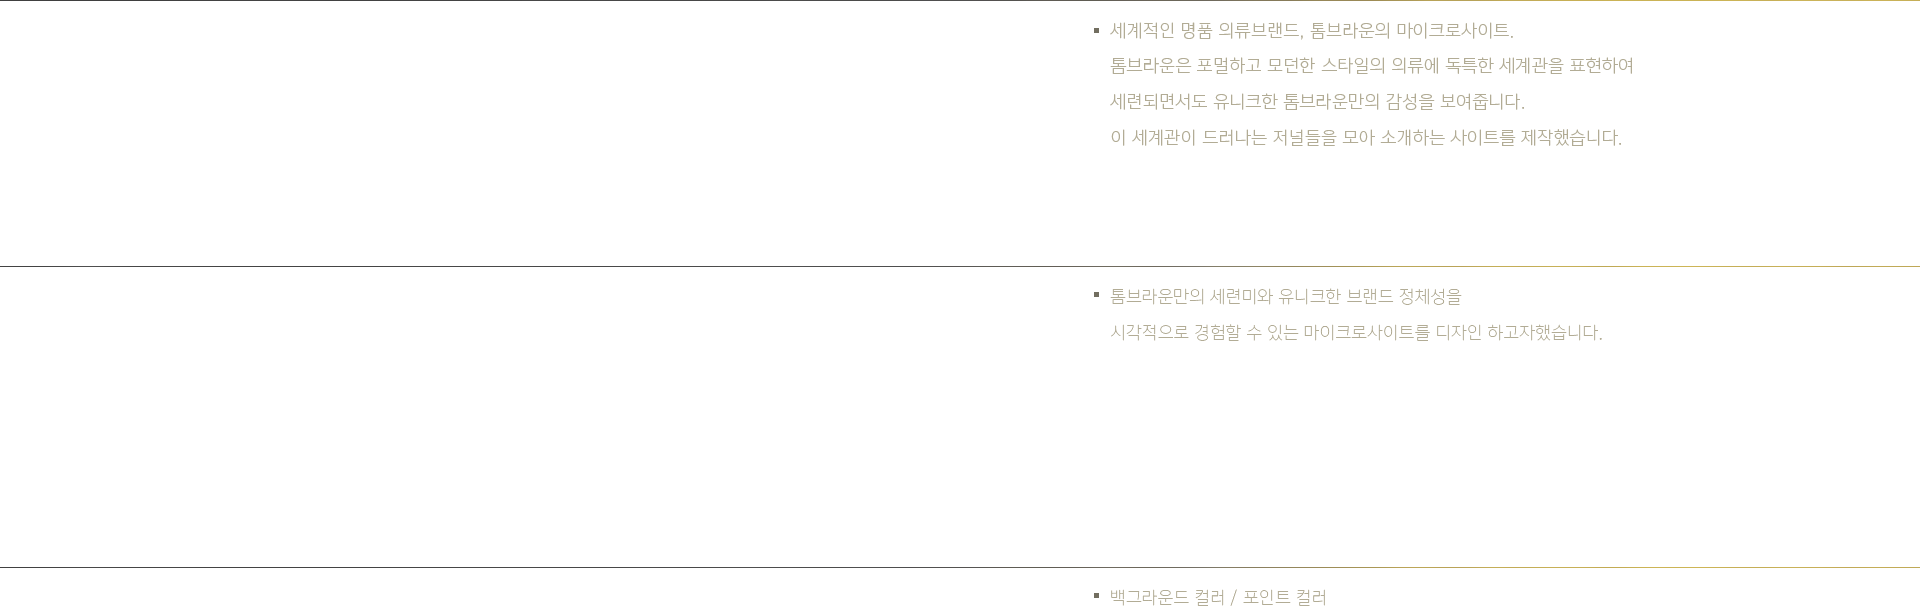 ▪ 세계적인 명품 의류브랜드, 톰브라운의 마이크로사이트.
톰브라운은 포멀하고 모던한 스타일의 의류에 독특한 세계관을 표현하여
세련되면서도 유니크한 톰브라운만의 감성을 보여줍니다.
이 세계관이 드러나는 저널들을 모아 소개하는 사이트를 제작했습니다.
▪ 톰브라운만의 세련미와 유니크한 브랜드 정체성을
시각적으로 경험할 수 있는 마이크로사이트를 디자인 하고자했습니다.
▪ 백그라운드 컬러 / 포인트 컬러